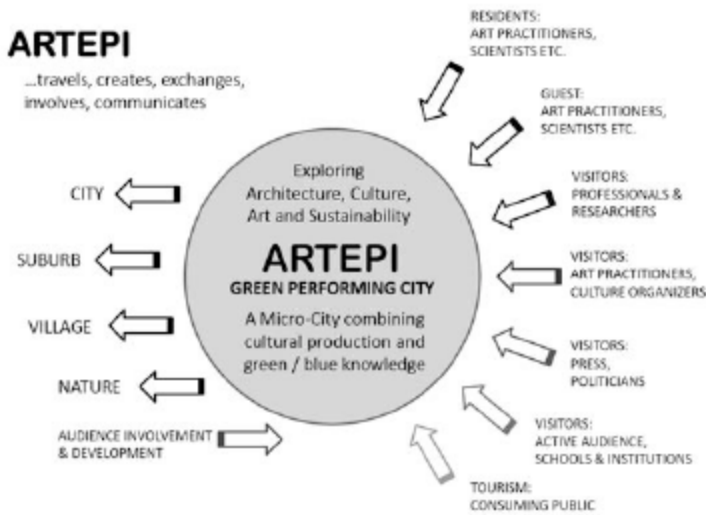 ARTEPI
...travels, creates, exchanges,
involves, communicates
CITY
SUBURB
VILLAGE
NATURE
AUDIENCE INVOLVEMENT
& DEVELOPMENT
Exploring
Architecture, Culture,
Art and Sustainability
ARTEPI
GREEN PERFORMING CITY
A Micro-City combining
cultural production and
green / blue knowledge
RESIDENTS:
ART PRACTITIONERS,
SCIENTISTS ETC.
GUEST:
ART PRACTITIONERS,
SCIENTISTS ETC.
VISITORS:
PROFESSIONALS &
RESEARCHERS
VISITORS:
ART PRACTITIONERS,
CULTURE ORGANIZERS
VISITORS:
PRESS,
POLITICIANS
VISITORS:
ACTIVE AUDIENCE,
SCHOOLS & INSTITUTIONS
TOURISM:
CONSUMING PUBLIC